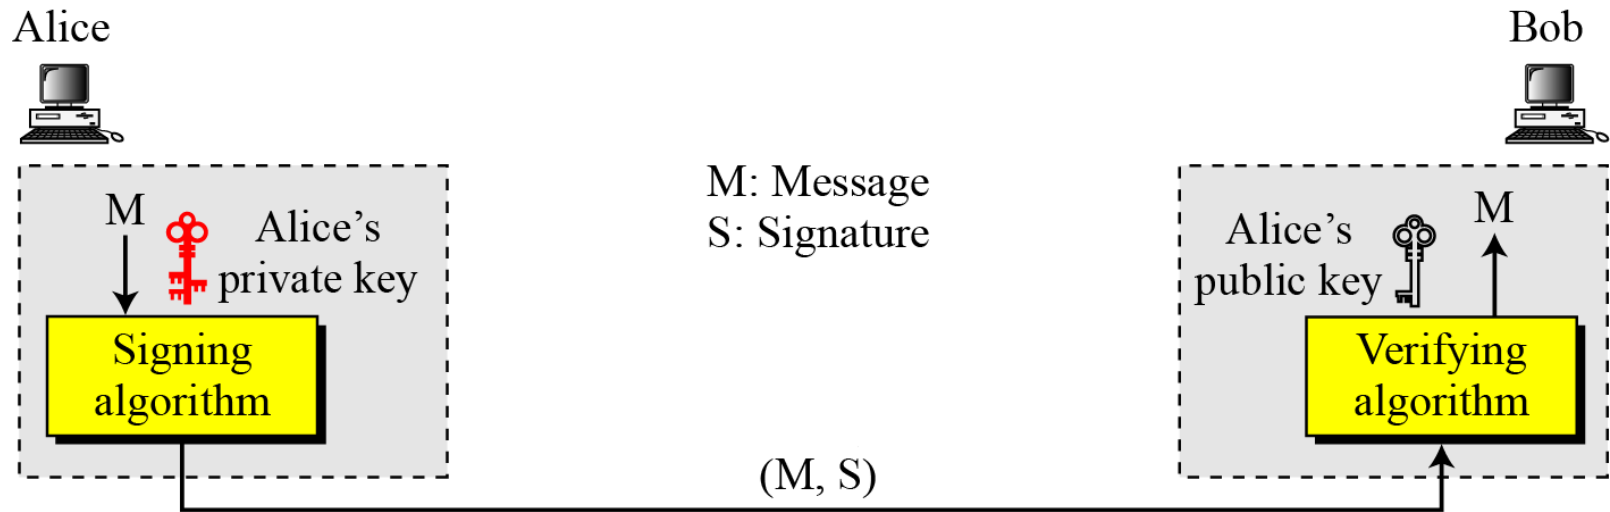 Alice
Bob
M
Alice’s
private key
Signing
algorithm
M: Message
S: Signature
(M, S)
Alice’s
public key
M
Verifying
algorithm